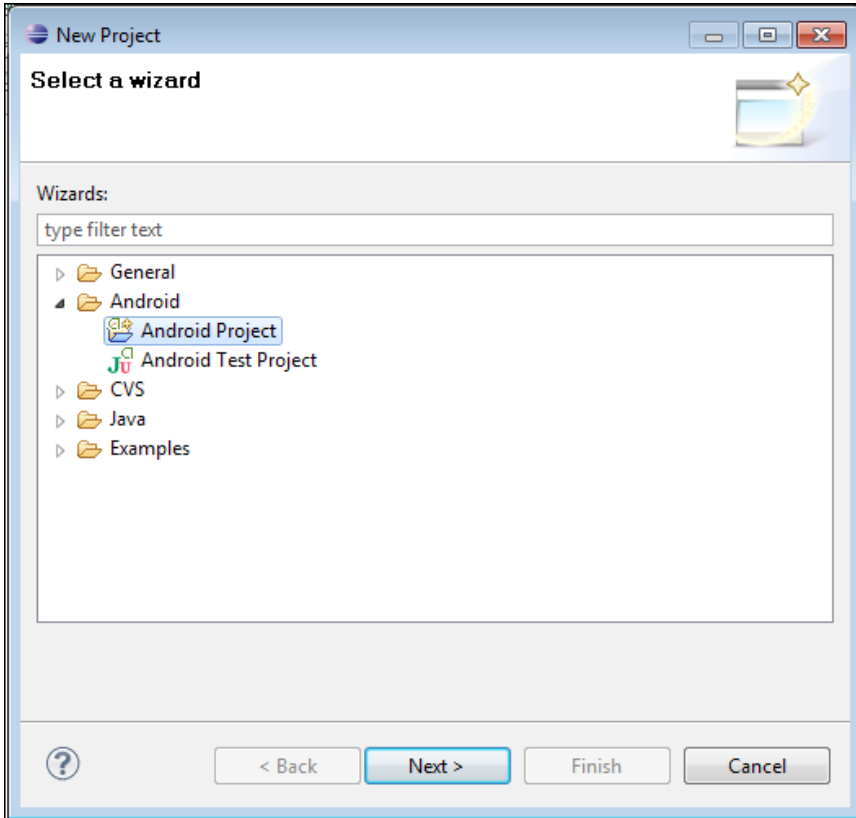 New Project
Select a wizard
Wizards:
type filter text
General
Android
Android Project
Android Test Project
CVS
Java
Examples
? < Back Next > Finish Cancel